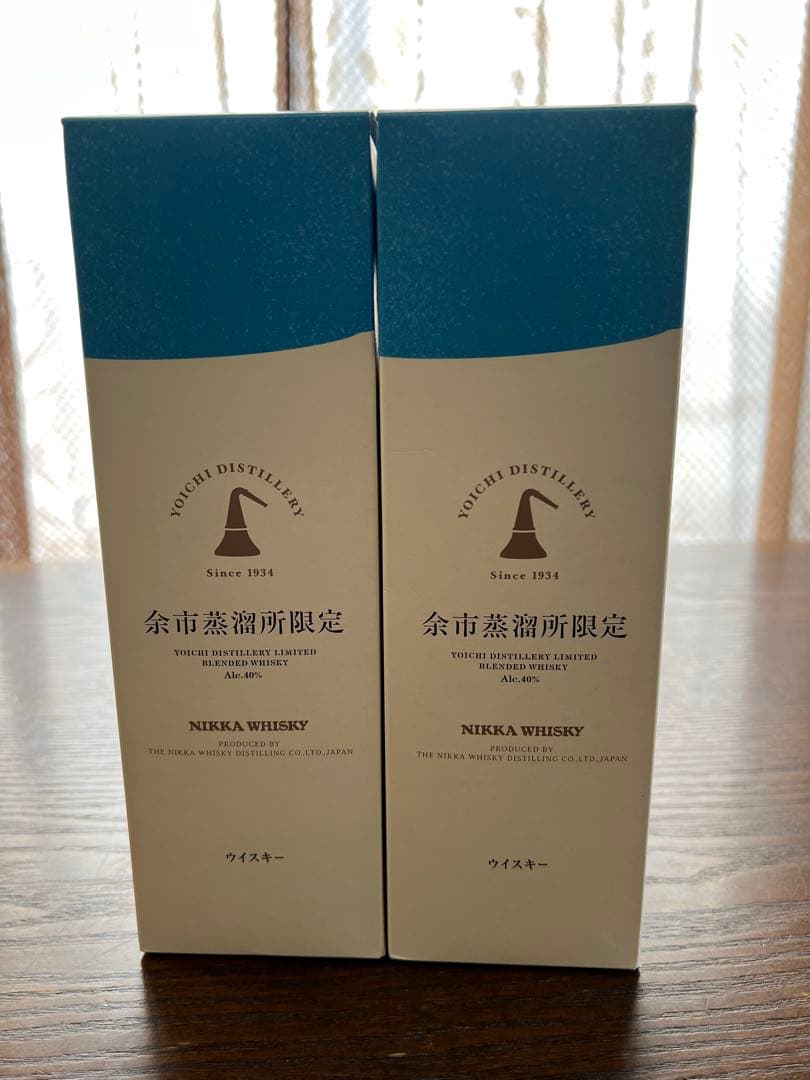 YOICHI DISTILLERY
Since 1934
余市蒸溜所限定
YOICHI DISTILLERY LIMITED
BLENDED WHISKY
Alc.40%
NIKKA WHISKY
PRODUCED BY
THE NIKKA WHISKY DISTILLING CO.,LTD.,JAPAN
ウイスキー
YOICHI DISTILLERY
Since 1934
余市蒸溜所限定
YOICHI DISTILLERY LIMITED
BLENDED WHISKY
Alc.40%
NIKKA WHISKY
PRODUCED BY
THE NIKKA WHISKY DISTILLING CO.,LTD.,JAPAN
ウイスキー